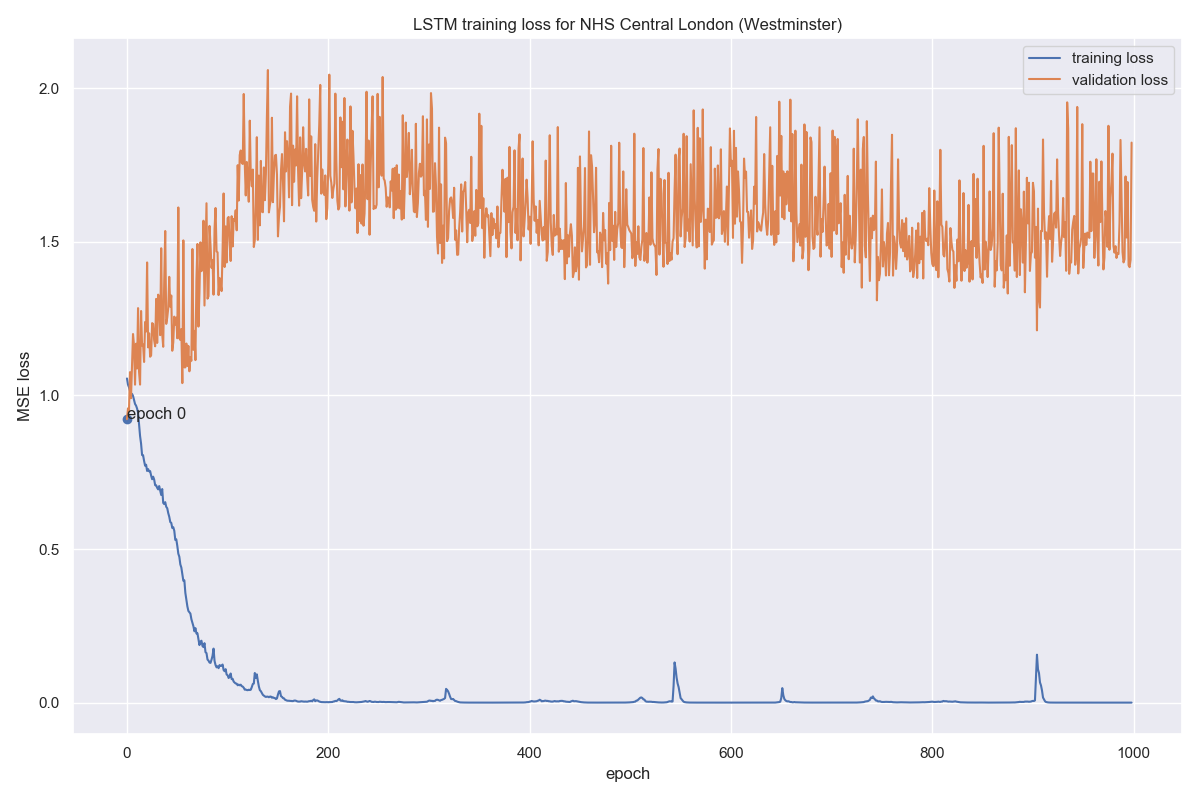 LSTM training loss for NHS Central London (Westminster)
training loss
validation loss
2.0
1.5
1.0
0.5
0.0
MSE loss
epoch 0
0
200
400
600
800
1000
epoch